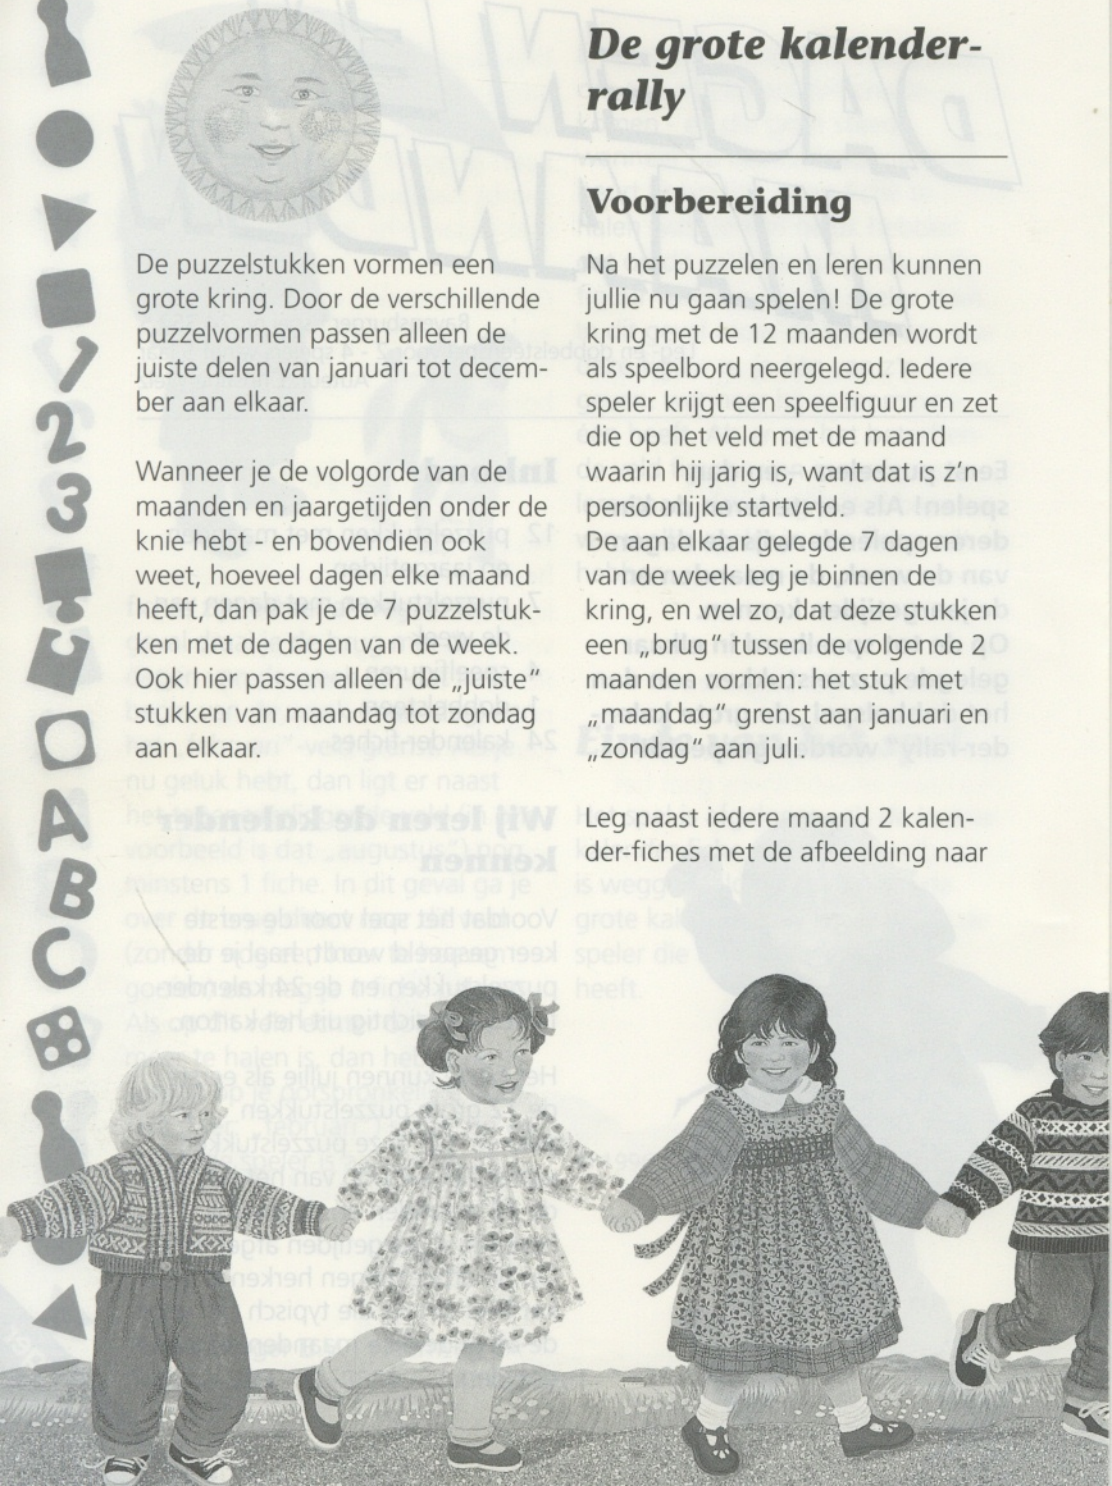 De puzzelstukken vormen een
grote kring. Door de verschillende
puzzelvormen passen alleen de
juiste delen van januari tot decem-
ber aan elkaar.
Wanneer je de volgorde van de
maanden en jaargetijden onder de
knie hebt - en bovendien ook
weet, hoeveel dagen elke maand
heeft, dan pak je de 7 puzzelstuk-
ken met de dagen van de week.
Ook hier passen alleen de „juiste“
stukken van maandag tot zondag
aan elkaar.
De grote kalender-
rally
Voorbereiding
Na het puzzelen en leren kunnen
jullie nu gaan spelen! De grote
kring met de 12 maanden wordt
als speelbord neergelegd. Iedere
speler krijgt een speelfiguur en zet
die op het veld met de maand
waarin hij jarig is, want dat is z’n
persoonlijke startveld.
De aan elkaar gelegde 7 dagen
van de week leg je binnen de
kring, en wel zo, dat deze stukken
een „brug“ tussen de volgende 2
maanden vormen: het stuk met
„maandag“ grenst aan januari en
„zondag“ aan juli.
Leg naast iedere maand 2 kalen-
der-fiches met de afbeelding naar
1
2
3
A
B
C